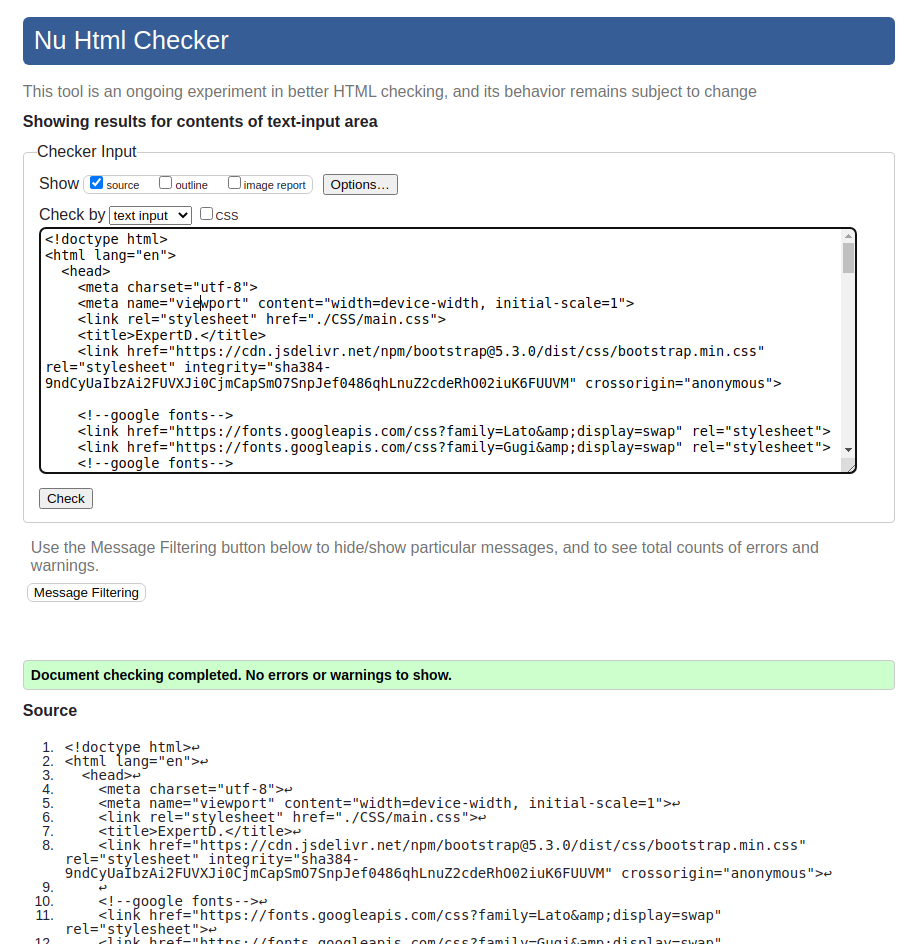 Nu Html Checker
This tool is an ongoing experiment in better HTML checking, and its behavior remains subject to change
Showing results for contents of text-input area
Checker Input
Show source outline image report Options...
Check by text input CSS
<!doctype html>
<html lang="en">
  <head>
    <meta charset="utf-8">
    <meta name="viewport" content="width=device-width, initial-scale=1">
    <link rel="stylesheet" href="./CSS/main.css">
    <title>ExpertD.</title>
    <link href="https://cdn.jsdelivr.net/npm/bootstrap@5.3.0/dist/css/bootstrap.min.css"
rel="stylesheet" integrity="sha384-
9ndCyUaIbzAi2FUVXJi0CjmCapSmO7SnpJef0486qhLnuZ2cdeRhO02iuK6FUUVM" crossorigin="anonymous">
    <!--google fonts-->
    <link href="https://fonts.googleapis.com/css?family=Lato&amp;display=swap" rel="stylesheet">
    <link href="https://fonts.googleapis.com/css?family=Gugi&amp;display=swap" rel="stylesheet">
    <!--google fonts-->
Check
Use the Message Filtering button below to hide/show particular messages, and to see total counts of errors and
warnings.
Message Filtering
Document checking completed. No errors or warnings to show.
Source
1. <!doctype html>↩
2. <html lang="en">↩
3.   <head>↩
4.     <meta charset="utf-8">↩
5.     <meta name="viewport" content="width=device-width, initial-scale=1">↩
6.     <link rel="stylesheet" href="./CSS/main.css">↩
7.     <title>ExpertD.</title>↩
8.     <link href="https://cdn.jsdelivr.net/npm/bootstrap@5.3.0/dist/css/bootstrap.min.css"
rel="stylesheet" integrity="sha384-
9ndCyUaIbzAi2FUVXJi0CjmCapSmO7SnpJef0486qhLnuZ2cdeRhO02iuK6FUUVM" crossorigin="anonymous">↩
9.     ↩
10.     <!--google fonts-->↩
11.     <link href="https://fonts.googleapis.com/css?family=Lato&amp;display=swap"
rel="stylesheet">↩
12.     <link href="https://fonts.googleapis.com/css?family=Gugi&amp;display=swap"